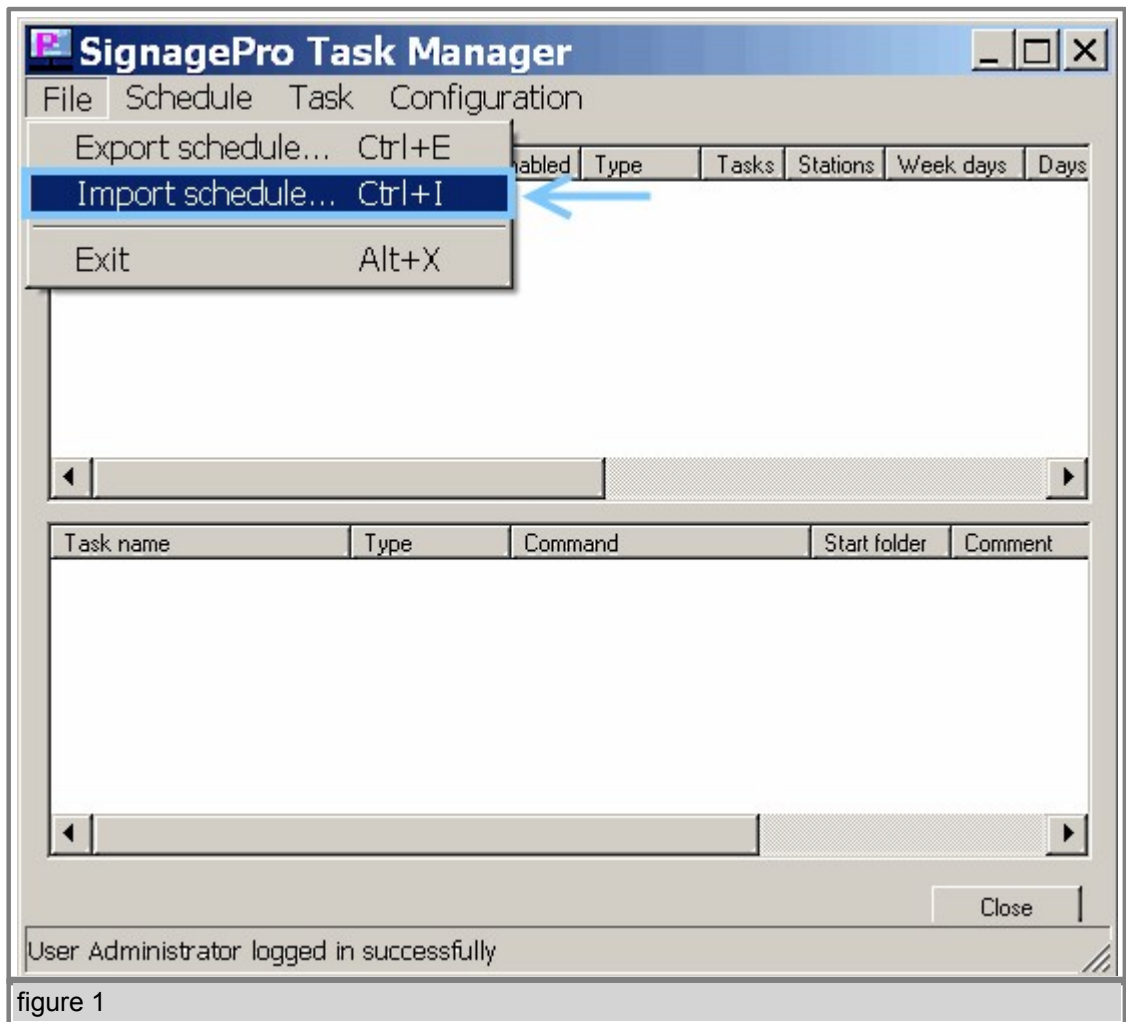 SignagePro Task Manager
File Schedule Task Configuration
Export schedule... Ctrl+E
Import schedule... Ctrl+I
Exit Alt+X
Type Tasks Stations Week days Days
Task name Type Command Start folder Comment
Close
User Administrator logged in successfully
figure 1